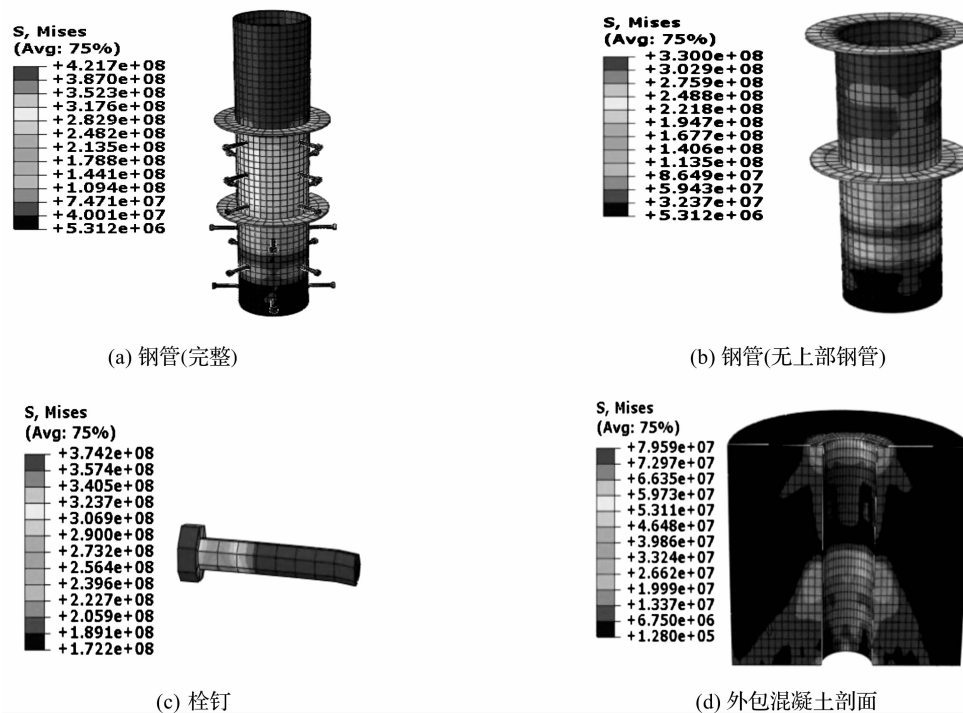 S, Mises
(Avg: 75%)
+4.217e+08
+3.870e+08
+3.523e+08
+3.176e+08
+2.829e+08
+2.482e+08
+2.135e+08
+1.788e+08
+1.441e+08
+1.094e+08
+7.471e+07
+4.001e+07
+5.312e+06
(a) 钢管(完整)
S, Mises
(Avg: 75%)
+3.300e+08
+3.029e+08
+2.759e+08
+2.488e+08
+2.218e+08
+1.947e+08
+1.677e+08
+1.406e+08
+1.135e+08
+8.649e+07
+5.943e+07
+3.237e+07
+5.312e+06
(b) 钢管(无上部钢管)
S, Mises
(Avg: 75%)
+3.742e+08
+3.574e+08
+3.405e+08
+3.237e+08
+3.069e+08
+2.900e+08
+2.732e+08
+2.564e+08
+2.396e+08
+2.227e+08
+2.059e+08
+1.891e+08
+1.722e+08
(c) 栓钉
S, Mises
(Avg: 75%)
+7.959e+07
+7.297e+07
+6.635e+07
+5.973e+07
+5.311e+07
+4.648e+07
+3.986e+07
+3.324e+07
+2.662e+07
+1.999e+07
+1.337e+07
+6.750e+06
+1.280e+05
(d) 外包混凝土剖面